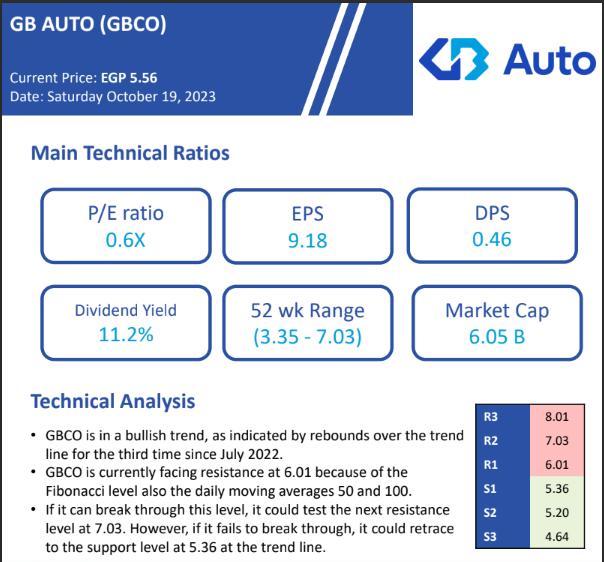 GB AUTO (GBCO)
Current Price: EGP 5.56
Date: Saturday October 19, 2023
GB Auto
Main Technical Ratios
P/E ratio
0.6X
EPS
9.18
DPS
0.46
Dividend Yield
11.2%
52 wk Range
(3.35 - 7.03)
Market Cap
6.05 B
Technical Analysis
• GBCO is in a bullish trend, as indicated by rebounds over the trend
line for the third time since July 2022.
• GBCO is currently facing resistance at 6.01 because of the
Fibonacci level also the daily moving averages 50 and 100.
• If it can break through this level, it could test the next resistance
level at 7.03. However, if it fails to break through, it could retrace
to the support level at 5.36 at the trend line.
R3 8.01
R2 7.03
R1 6.01
S1 5.36
S2 5.20
S3 4.64